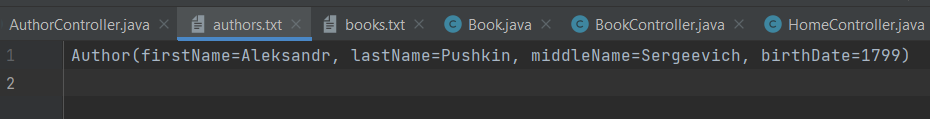 AuthorController.java authors.txt books.txt Book.java BookController.java HomeController.java
1 Author(firstName=Aleksandr, lastName=Pushkin, middleName=Sergeevich, birthDate=1799)
2